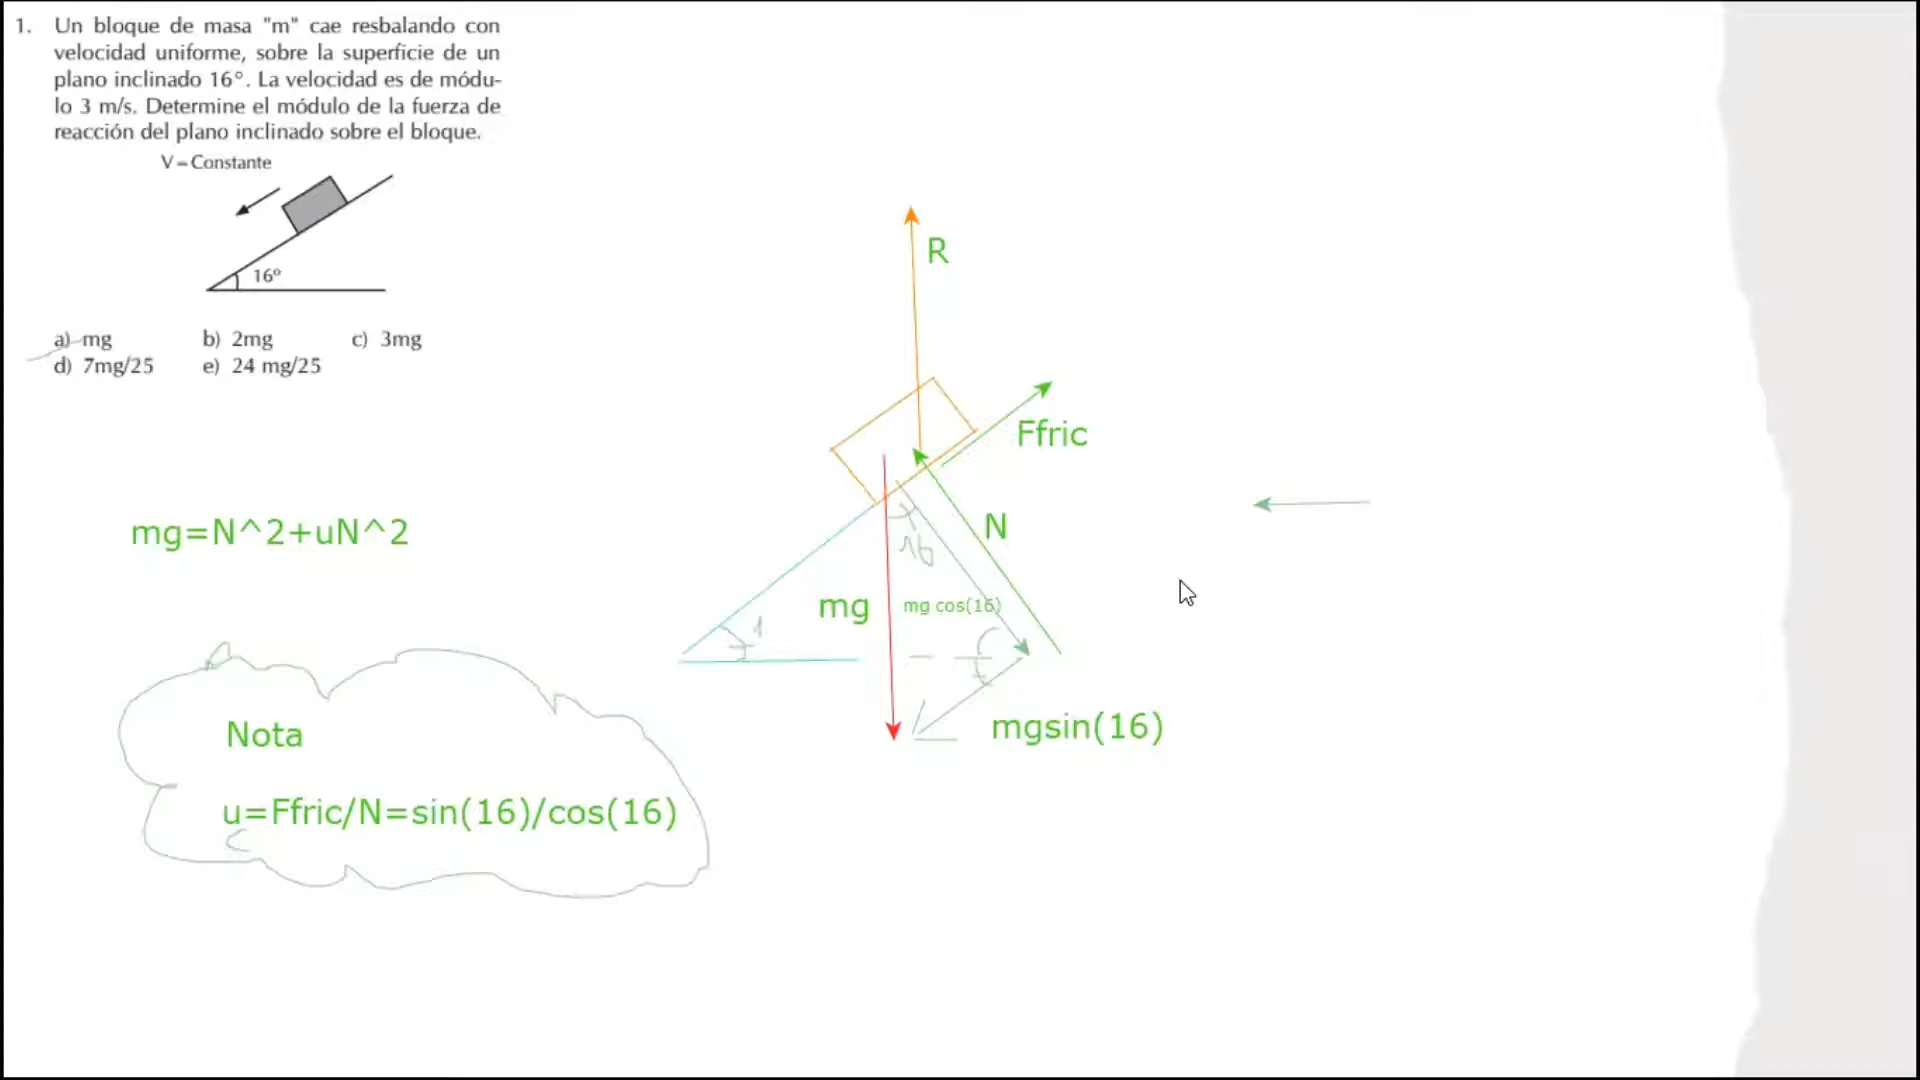 1. Un bloque de masa "m" cae resbalando con
velocidad uniforme, sobre la superficie de un
plano inclinado 16°. La velocidad es de módu-
lo 3 m/s. Determine el módulo de la fuerza de
reacción del plano inclinado sobre el bloque.
V=Constante
16°
a) mg b) 2mg c) 3mg
d) 7mg/25 e) 24 mg/25
R
Ffric
N
16
mg
mg cos(16)
1
mgsin(16)
mg=N^2+uN^2
Nota
u=Ffric/N=sin(16)/cos(16)